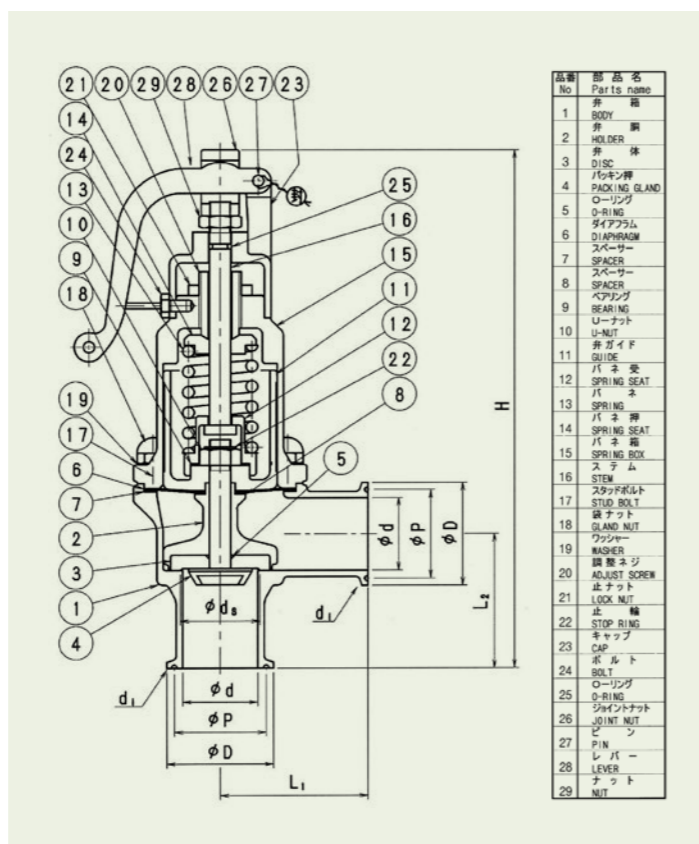 21 20 29 28 26 27 23
14
24
13
10
9
18
19
17
6
7
2
3
1
4
25
16
15
11
12
22
8
5
H
φd
φP
φD
L₂
d₁
φds
φd
d₁
φP
φD
L₁
品番 部品名
No Parts name
弁箱
1 BODY
弁胴
2 HOLDER
弁体
3 DISC
パッキン押
4 PACKING GLAND
Oーリング
5 O-RING
ダイアフラム
6 DIAPHRAGM
スペーサー
7 SPACER
スペーサー
8 SPACER
ベアリング
9 BEARING
Uーナット
10 U-NUT
弁ガイド
11 GUIDE
バネ受
12 SPRING SEAT
バネ
13 SPRING
バネ押
14 SPRING SEAT
バネ箱
15 SPRING BOX
ステム
16 STEM
スタッドボルト
17 STUD BOLT
袋ナット
18 GLAND NUT
ワッシャー
19 WASHER
調整ネジ
20 ADJUST SCREW
止ナット
21 LOCK NUT
止輪
22 STOP RING
キャップ
23 CAP
ボルト
24 BOLT
Oーリング
25 O-RING
ジョイントナット
26 JOINT NUT
ピン
27 PIN
レバー
28 LEVER
ナット
29 NUT